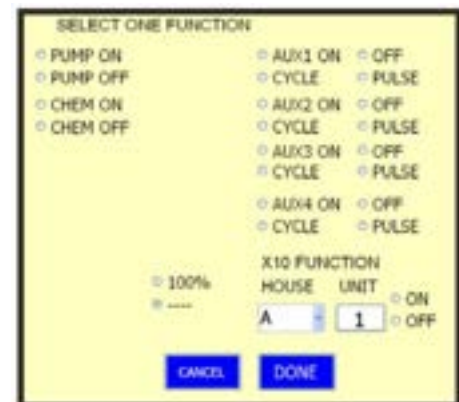 SELECT ONE FUNCTION
PUMP ON
PUMP OFF
CHEM ON
CHEM OFF
AUX1 ON OFF
CYCLE PULSE
AUX2 ON OFF
CYCLE PULSE
AUX3 ON OFF
CYCLE PULSE
AUX4 ON OFF
CYCLE PULSE
100%
----
X10 FUNCTION
HOUSE UNIT
A 1
ON
OFF
CANCEL DONE